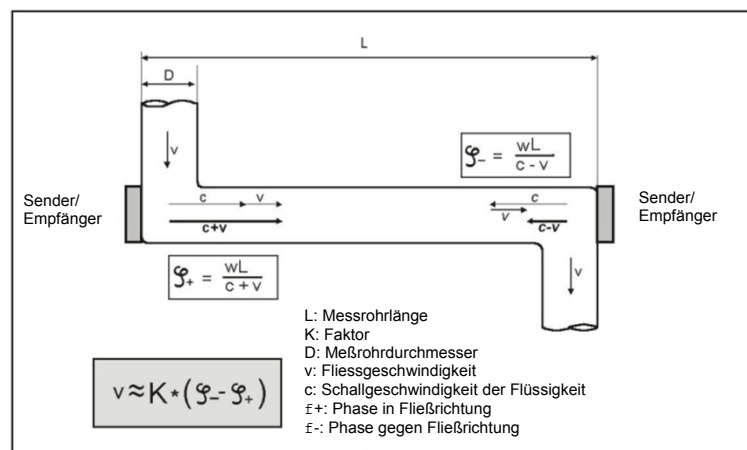 L
D
v
𝒮₋ = wL / c - v
Sender/
Empfänger
c v
c+v
c
v
c-v
Sender/
Empfänger
𝒮₊ = wL / c + v
v
L: Messrohrlänge
K: Faktor
D: Meßrohrdurchmesser
v: Fliessgeschwindigkeit
c: Schallgeschwindigkeit der Flüssigkeit
f+: Phase in Fließrichtung
f-: Phase gegen Fließrichtung
v ≈ K * (𝒮₋ - 𝒮₊)